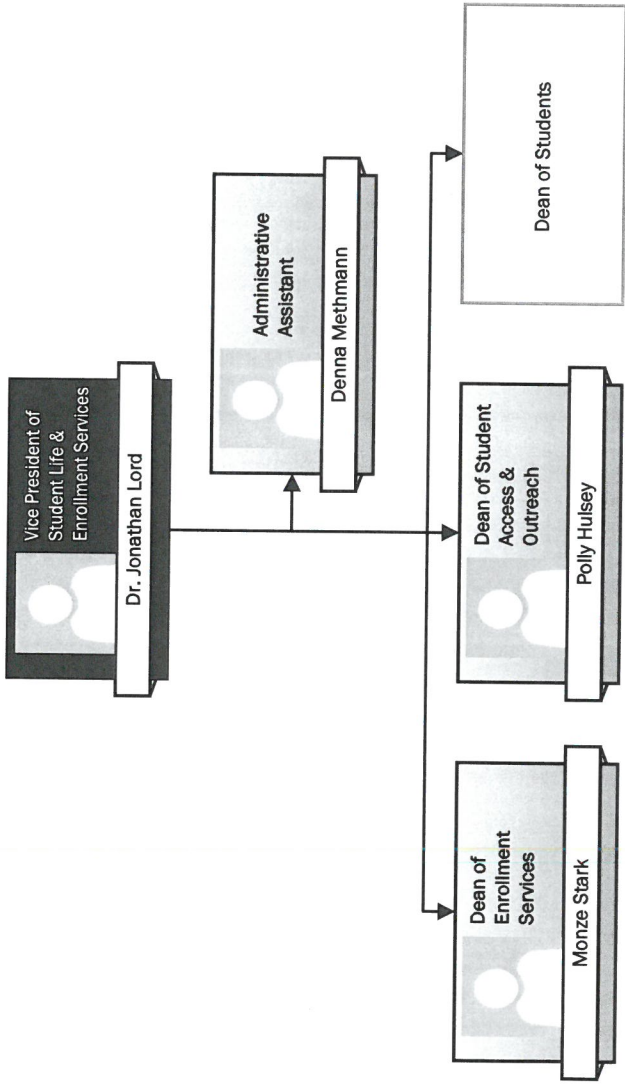 Vice President of
Student Life &
Enrollment Services
Dr. Jonathan Lord
Administrative
Assistant
Denna Methmann
Dean of
Enrollment
Services
Monze Stark
Dean of Student
Access &
Outreach
Polly Hulsey
Dean of Students